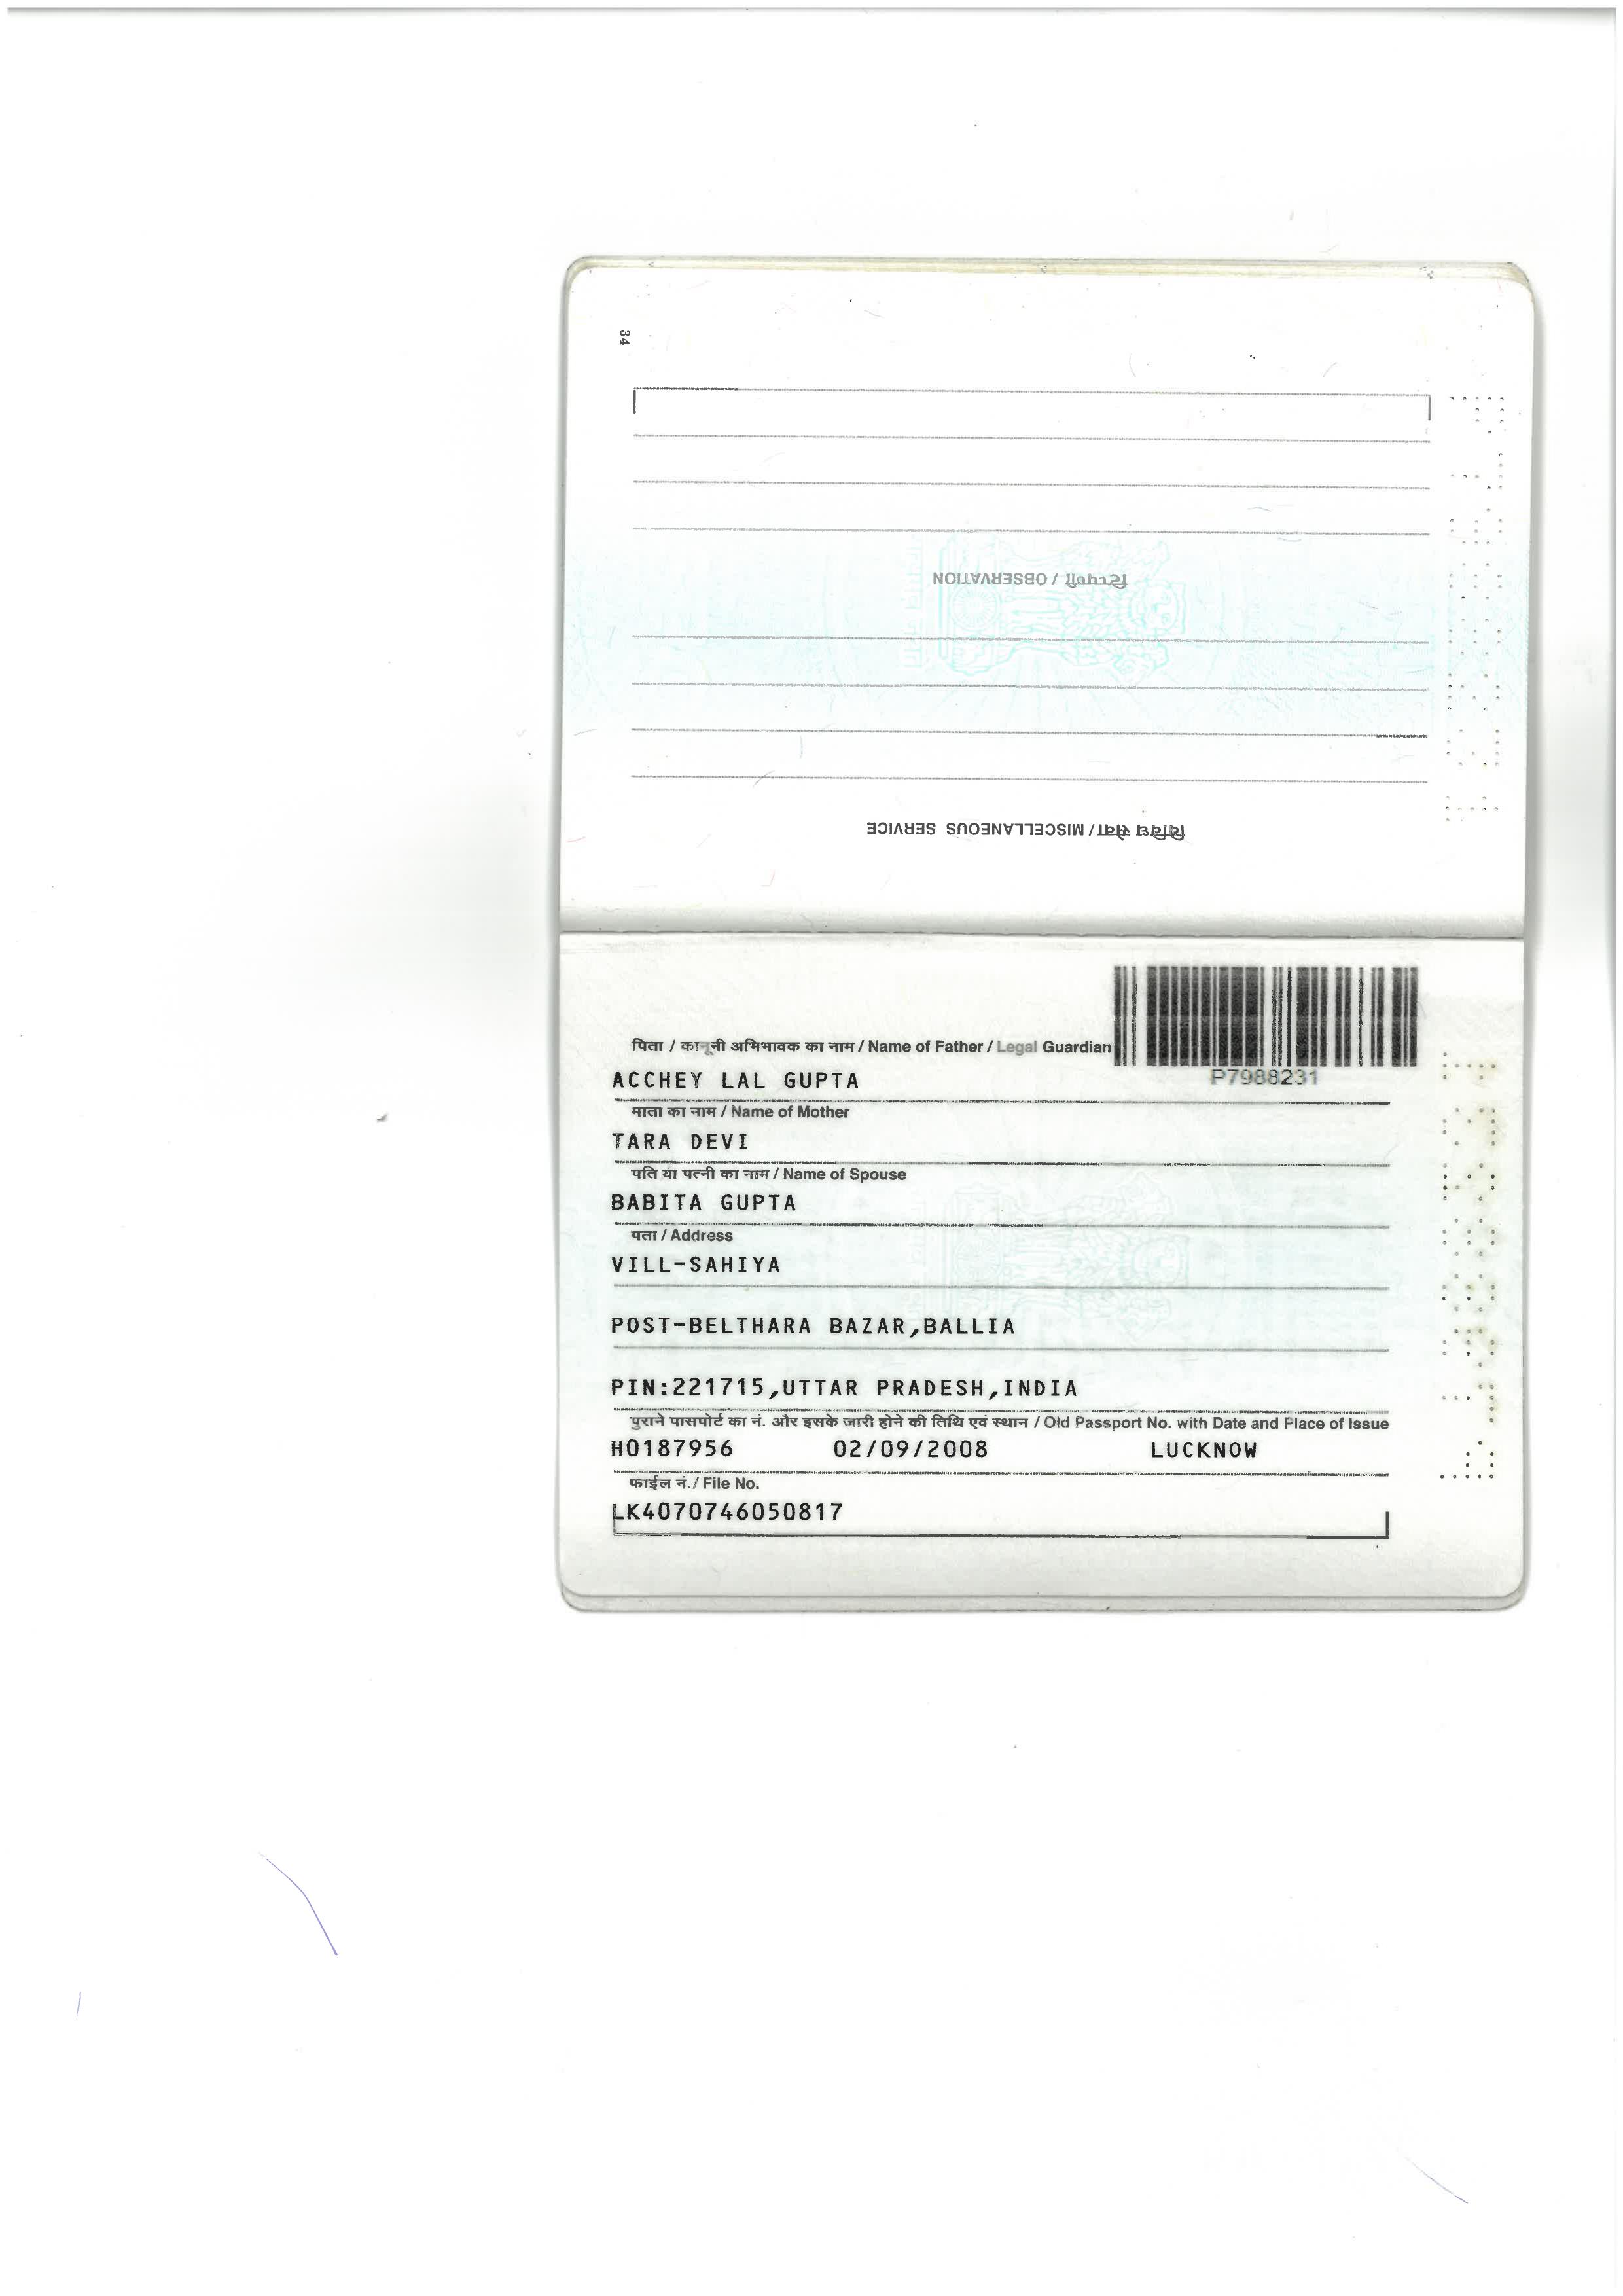 34
टिप्पणी / OBSERVATION
विविध सेवा / MISCELLANEOUS SERVICE
पिता / कानूनी अभिभावक का नाम / Name of Father / Legal Guardian
ACCHEY LAL GUPTA
P7988231
माता का नाम / Name of Mother
TARA DEVI
पति या पत्नी का नाम / Name of Spouse
BABITA GUPTA
पता / Address
VILL-SAHIYA
POST-BELTHARA BAZAR,BALLIA
PIN:221715,UTTAR PRADESH,INDIA
पुराने पासपोर्ट का नं. और इसके जारी होने की तिथि एवं स्थान / Old Passport No. with Date and Place of Issue
H0187956 02/09/2008 LUCKNOW
फाईल नं./ File No.
LK4070746050817